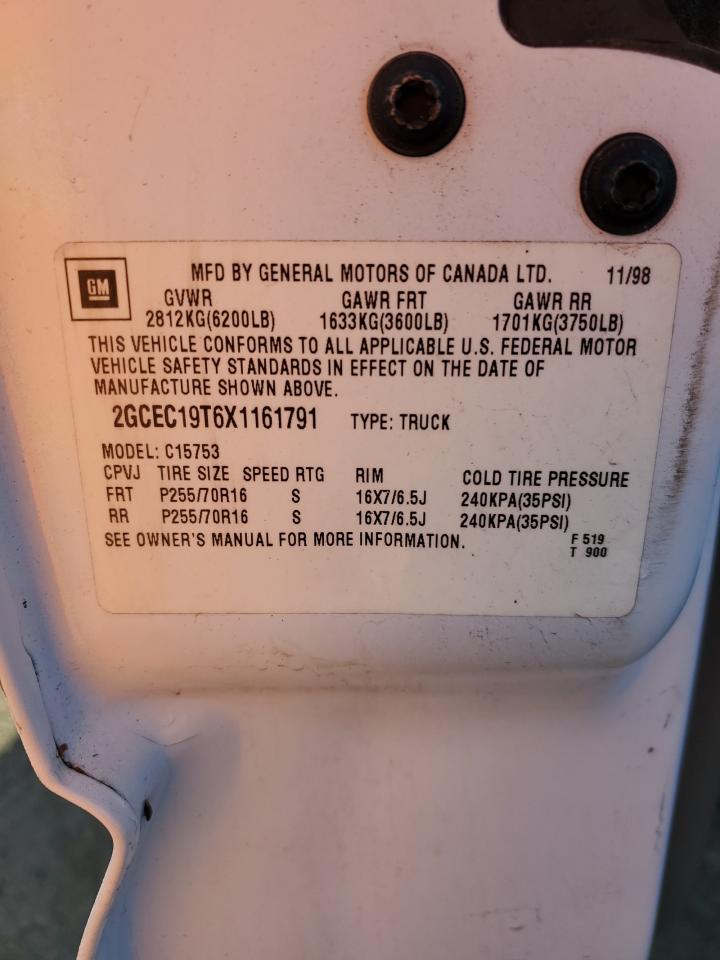 GM
MFD BY GENERAL MOTORS OF CANADA LTD. 11/98
GVWR GAWR FRT GAWR RR
2812KG(6200LB) 1633KG(3600LB) 1701KG(3750LB)
THIS VEHICLE CONFORMS TO ALL APPLICABLE U.S. FEDERAL MOTOR
VEHICLE SAFETY STANDARDS IN EFFECT ON THE DATE OF
MANUFACTURE SHOWN ABOVE.
2GCEC19T6X1161791 TYPE: TRUCK
MODEL: C15753
CPVJ TIRE SIZE SPEED RTG RIM COLD TIRE PRESSURE
FRT P255/70R16 S 16X7/6.5J 240KPA(35PSI)
RR P255/70R16 S 16X7/6.5J 240KPA(35PSI)
SEE OWNER'S MANUAL FOR MORE INFORMATION. F 519
T 900